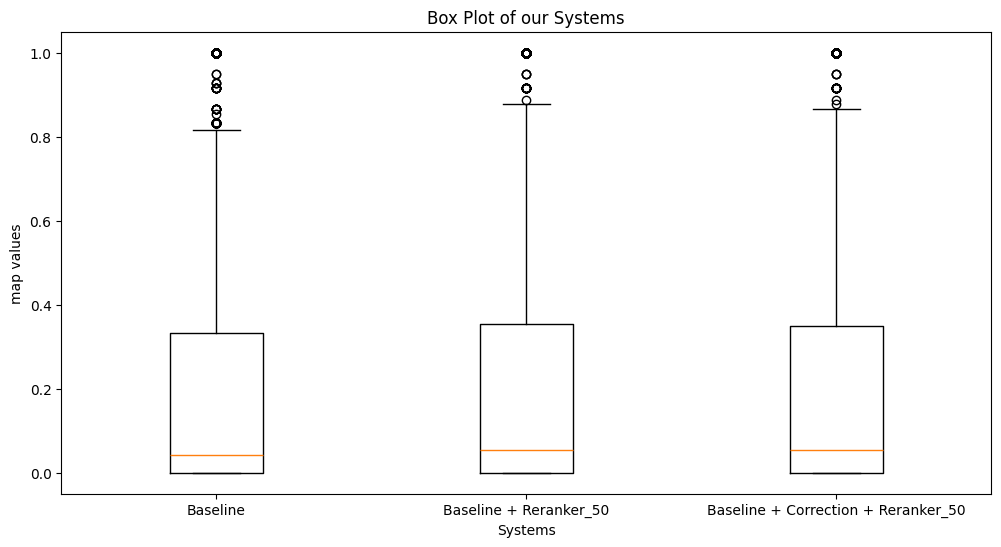 Box Plot of our Systems
map values
1.0
0.8
0.6
0.4
0.2
0.0
Baseline
Baseline + Reranker_50
Baseline + Correction + Reranker_50
Systems